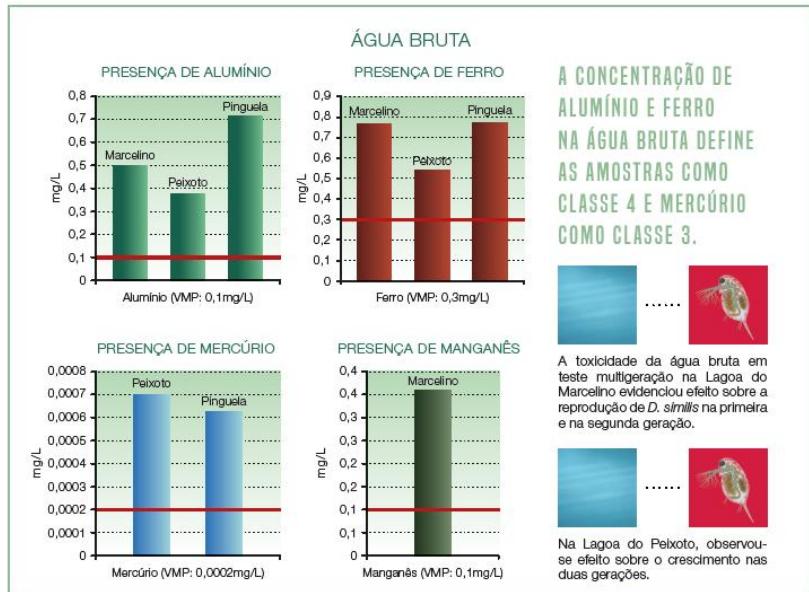 ÁGUA BRUTA
PRESENÇA DE ALUMÍNIO
mg/L
0,8
0,7
0,6
0,5
0,4
0,3
0,2
0,1
0
Marcelino
Peixoto
Pinguela
Alumínio (VMP: 0,1mg/L)
PRESENÇA DE FERRO
mg/L
0,9
0,8
0,7
0,6
0,5
0,4
0,3
0,2
0,1
0
Marcelino
Peixoto
Pinguela
Ferro (VMP: 0,3mg/L)
PRESENÇA DE MERCÚRIO
mg/L
0,0008
0,0007
0,0006
0,0005
0,0004
0,0003
0,0002
0,0001
0
Peixoto
Pinguela
Mercúrio (VMP: 0,0002mg/L)
PRESENÇA DE MANGANÊS
mg/L
0,4
0,4
0,3
0,3
0,2
0,2
0,1
0,1
0
Marcelino
Manganês (VMP: 0,1mg/L)
A CONCENTRAÇÃO DE
ALUMÍNIO E FERRO
NA ÁGUA BRUTA DEFINE
AS AMOSTRAS COMO
CLASSE 4 E MERCÚRIO
COMO CLASSE 3.
......
A toxicidade da água bruta em
teste multigeração na Lagoa do
Marcelino evidenciou efeito sobre a
reprodução de D. similis na primeira
e na segunda geração.
......
Na Lagoa do Peixoto, observou-
se efeito sobre o crescimento nas
duas gerações.